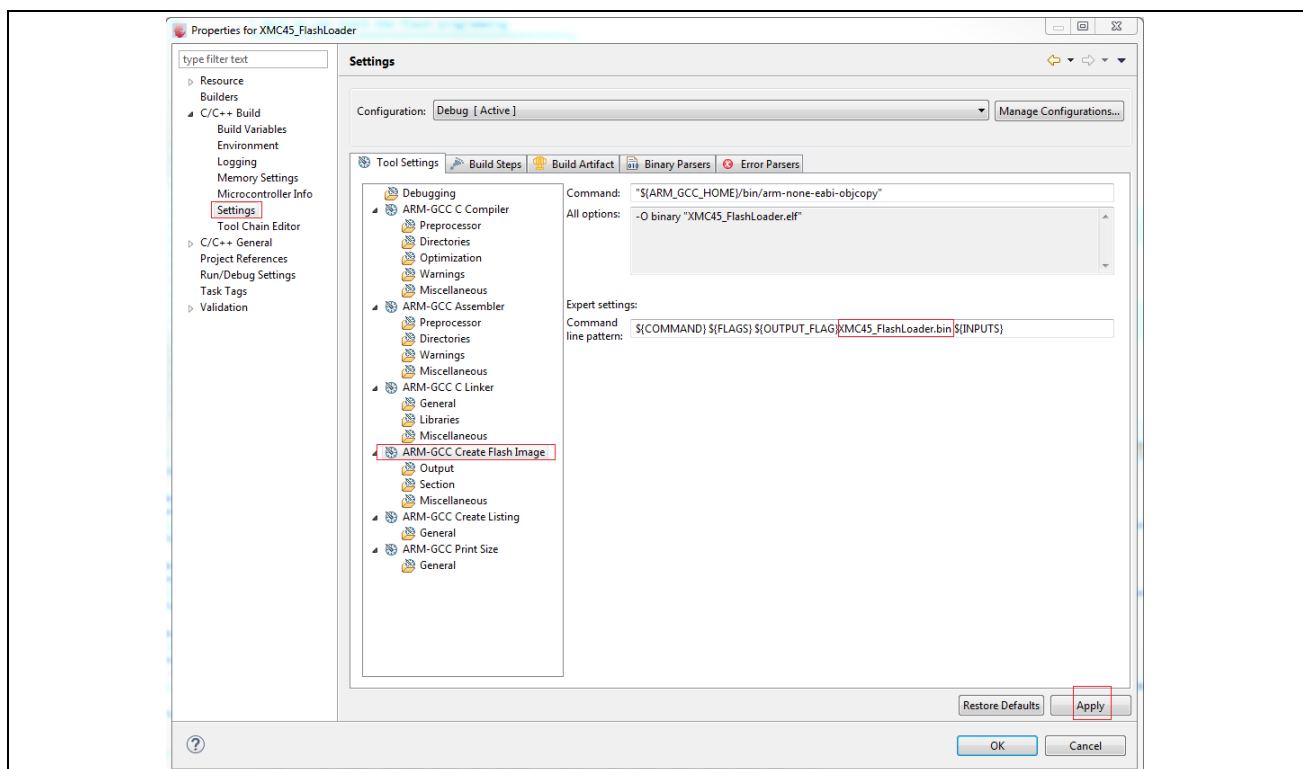 Properties for XMC45_FlashLoader
type filter text
Resource
Builders
C/C++ Build
Build Variables
Environment
Logging
Memory Settings
Microcontroller Info
Settings
Tool Chain Editor
C/C++ General
Project References
Run/Debug Settings
Task Tags
Validation
Settings
Configuration: Debug [ Active ] Manage Configurations...
Tool Settings Build Steps Build Artifact Binary Parsers Error Parsers
Debugging
ARM-GCC C Compiler
Preprocessor
Directories
Optimization
Warnings
Miscellaneous
ARM-GCC Assembler
Preprocessor
Directories
Warnings
Miscellaneous
ARM-GCC C Linker
General
Libraries
Miscellaneous
ARM-GCC Create Flash Image
Output
Section
Miscellaneous
ARM-GCC Create Listing
General
ARM-GCC Print Size
General
Command: "${ARM_GCC_HOME}/bin/arm-none-eabi-objcopy"
All options: -O binary "XMC45_FlashLoader.elf"
Expert settings:
Command
line pattern: ${COMMAND} ${FLAGS} ${OUTPUT_FLAG}XMC45_FlashLoader.bin ${INPUTS}
Restore Defaults Apply
? OK Cancel